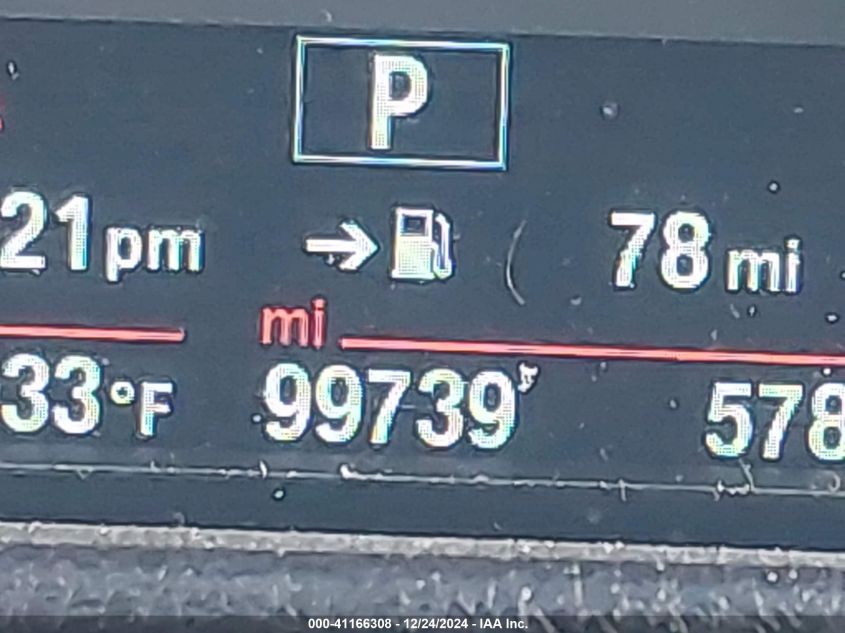 P
21 pm → 78 mi
mi
33 °F 99739 578
000-41166308 - 12/24/2024 - IAA Inc.